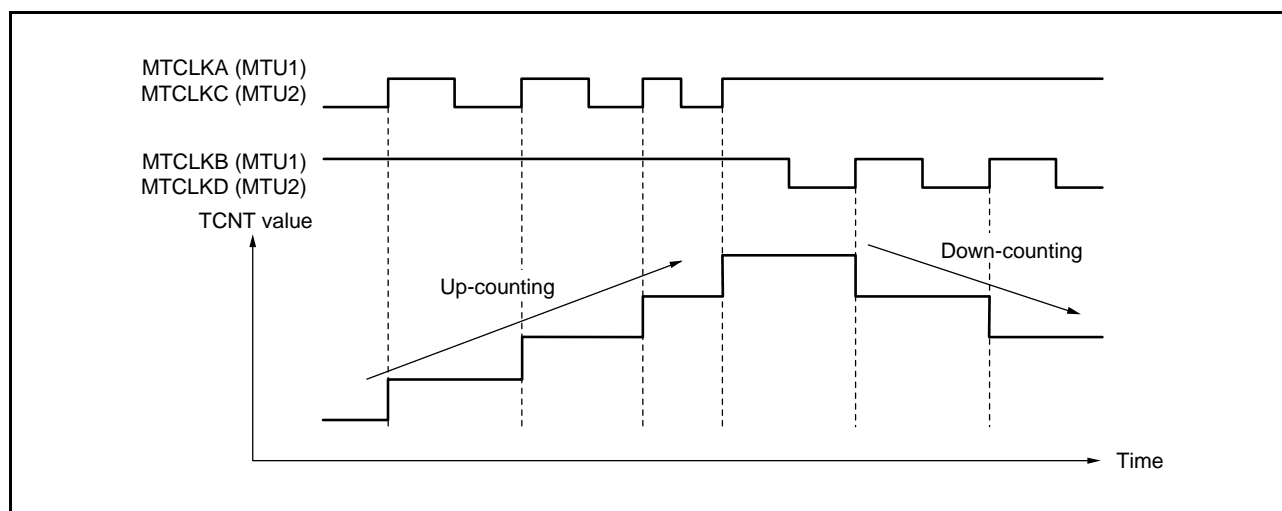 MTCLKA (MTU1)
MTCLKC (MTU2)
MTCLKB (MTU1)
MTCLKD (MTU2)
TCNT value
Up-counting
Down-counting
Time